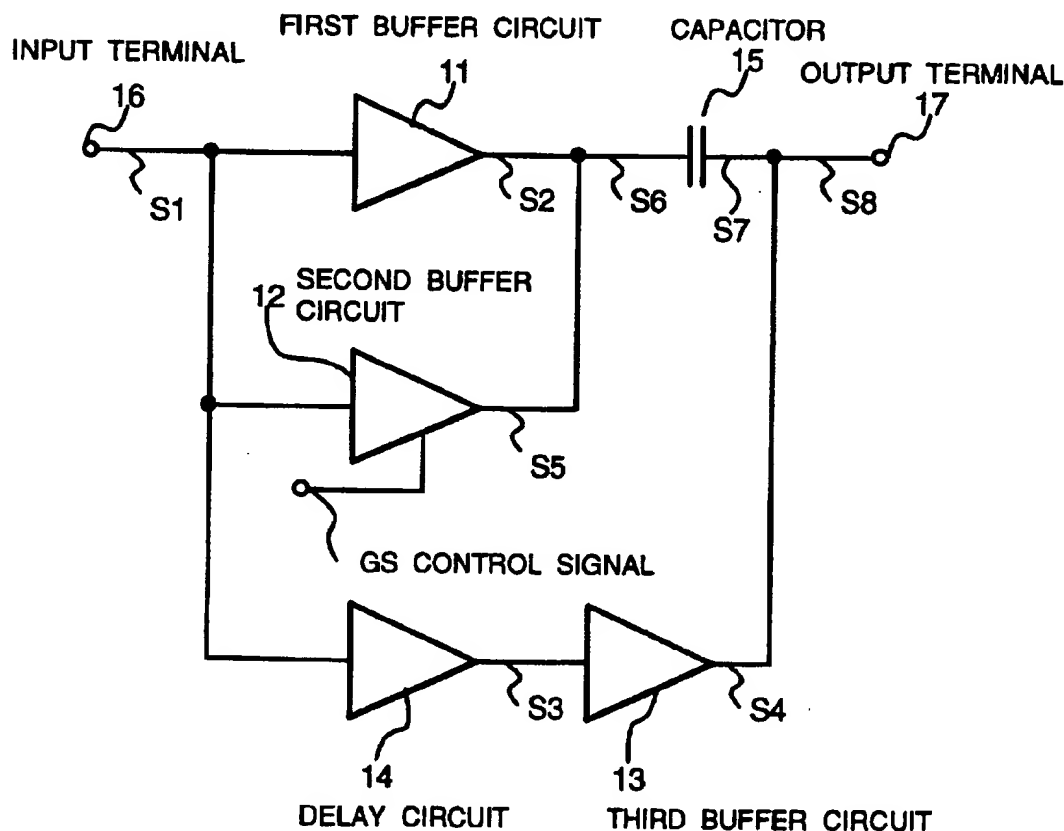 FIRST BUFFER CIRCUIT
CAPACITOR
INPUT TERMINAL
11
15
OUTPUT TERMINAL
16
17
S1
S2
S6
S7
S8
SECOND BUFFER
12
CIRCUIT
S5
GS CONTROL SIGNAL
S3
S4
14
13
DELAY CIRCUIT
THIRD BUFFER CIRCUIT